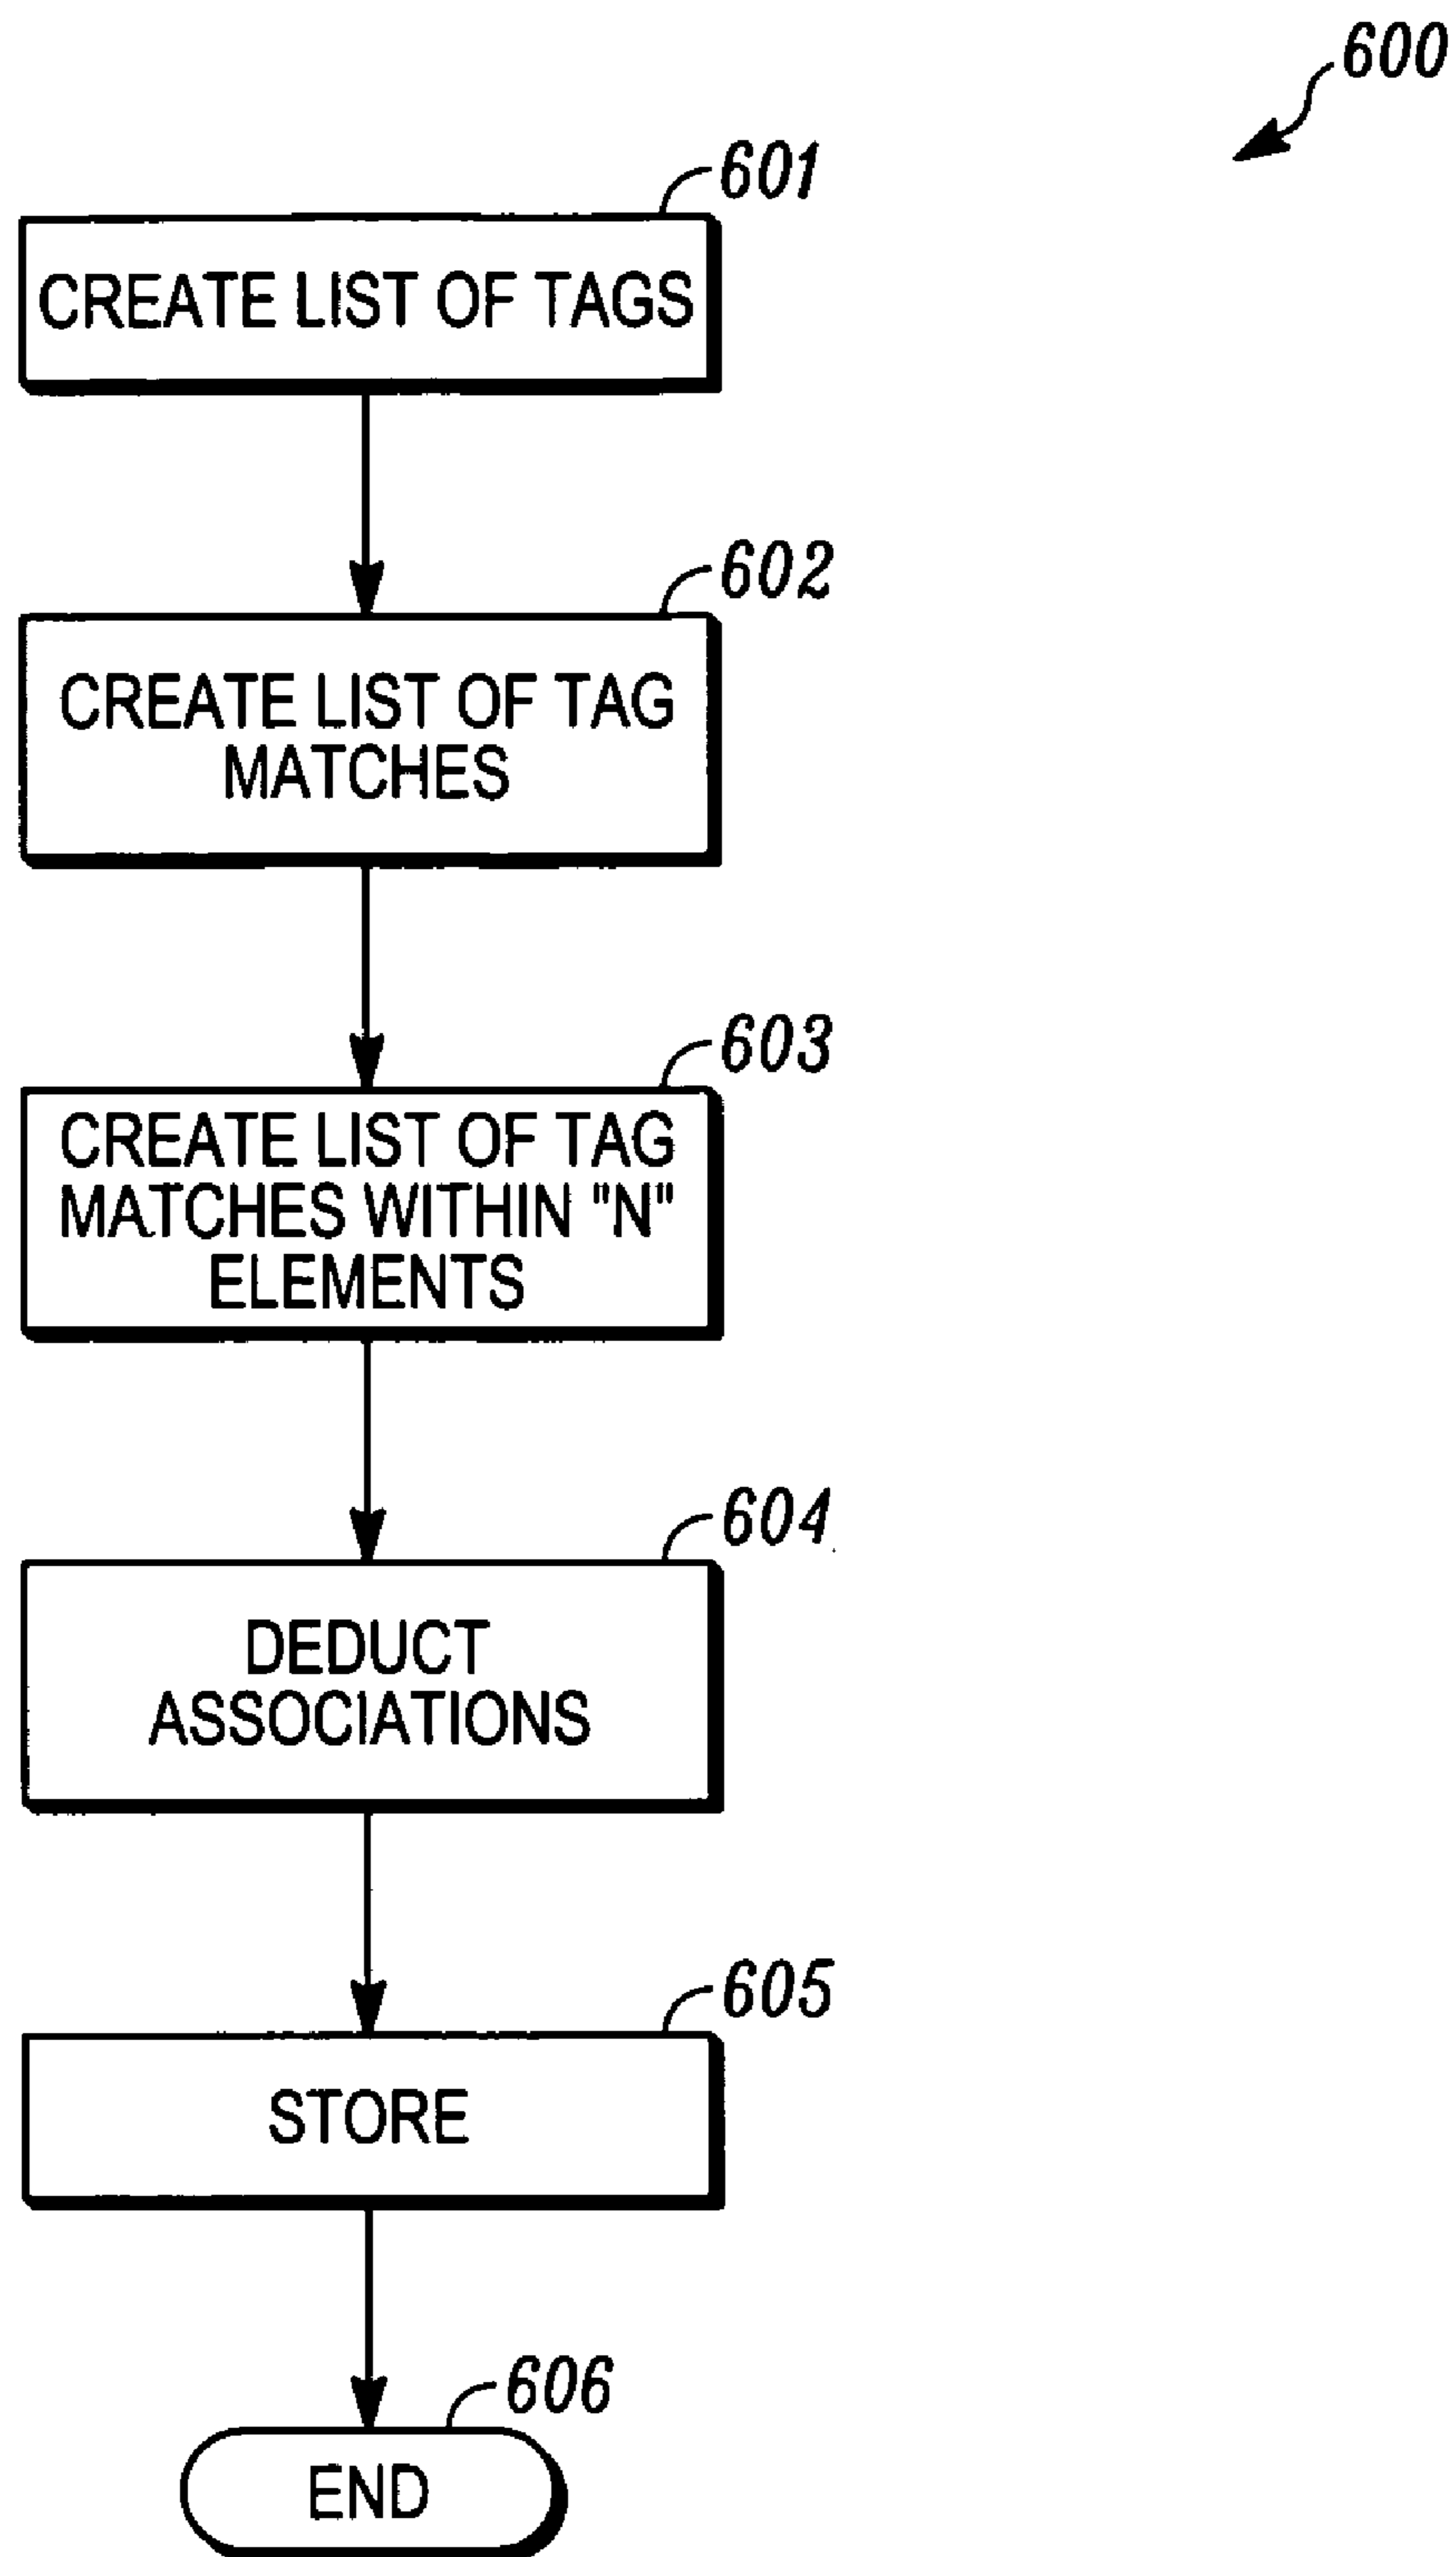 600
601
CREATE LIST OF TAGS
602
CREATE LIST OF TAG
MATCHES
603
CREATE LIST OF TAG
MATCHES WITHIN "N"
ELEMENTS
604
DEDUCT
ASSOCIATIONS
605
STORE
606
END